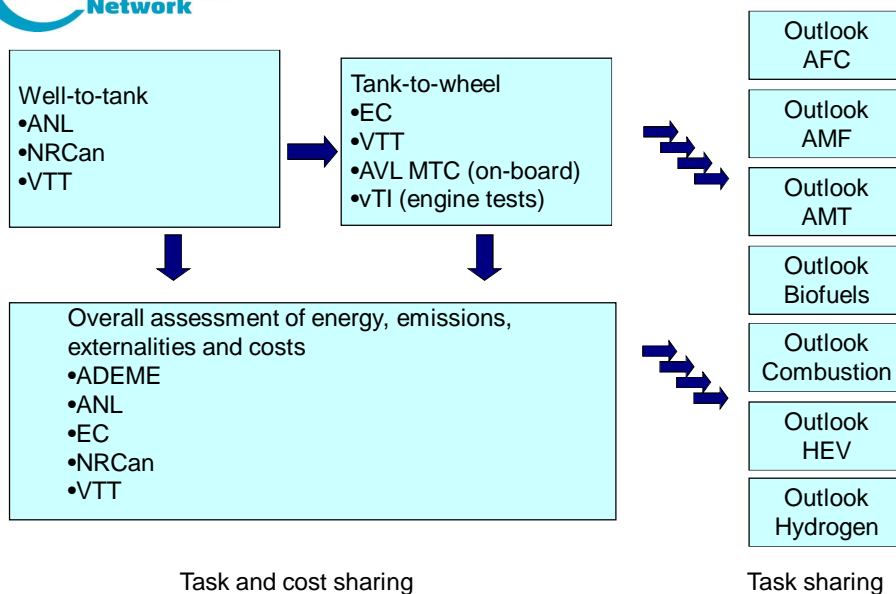 Network
Well-to-tank
•ANL
•NRCan
•VTT
Tank-to-wheel
•EC
•VTT
•AVL MTC (on-board)
•vTI (engine tests)
Overall assessment of energy, emissions,
externalities and costs
•ADEME
•ANL
•EC
•NRCan
•VTT
Outlook
AFC
Outlook
AMF
Outlook
AMT
Outlook
Biofuels
Outlook
Combustion
Outlook
HEV
Outlook
Hydrogen
Task and cost sharing
Task sharing